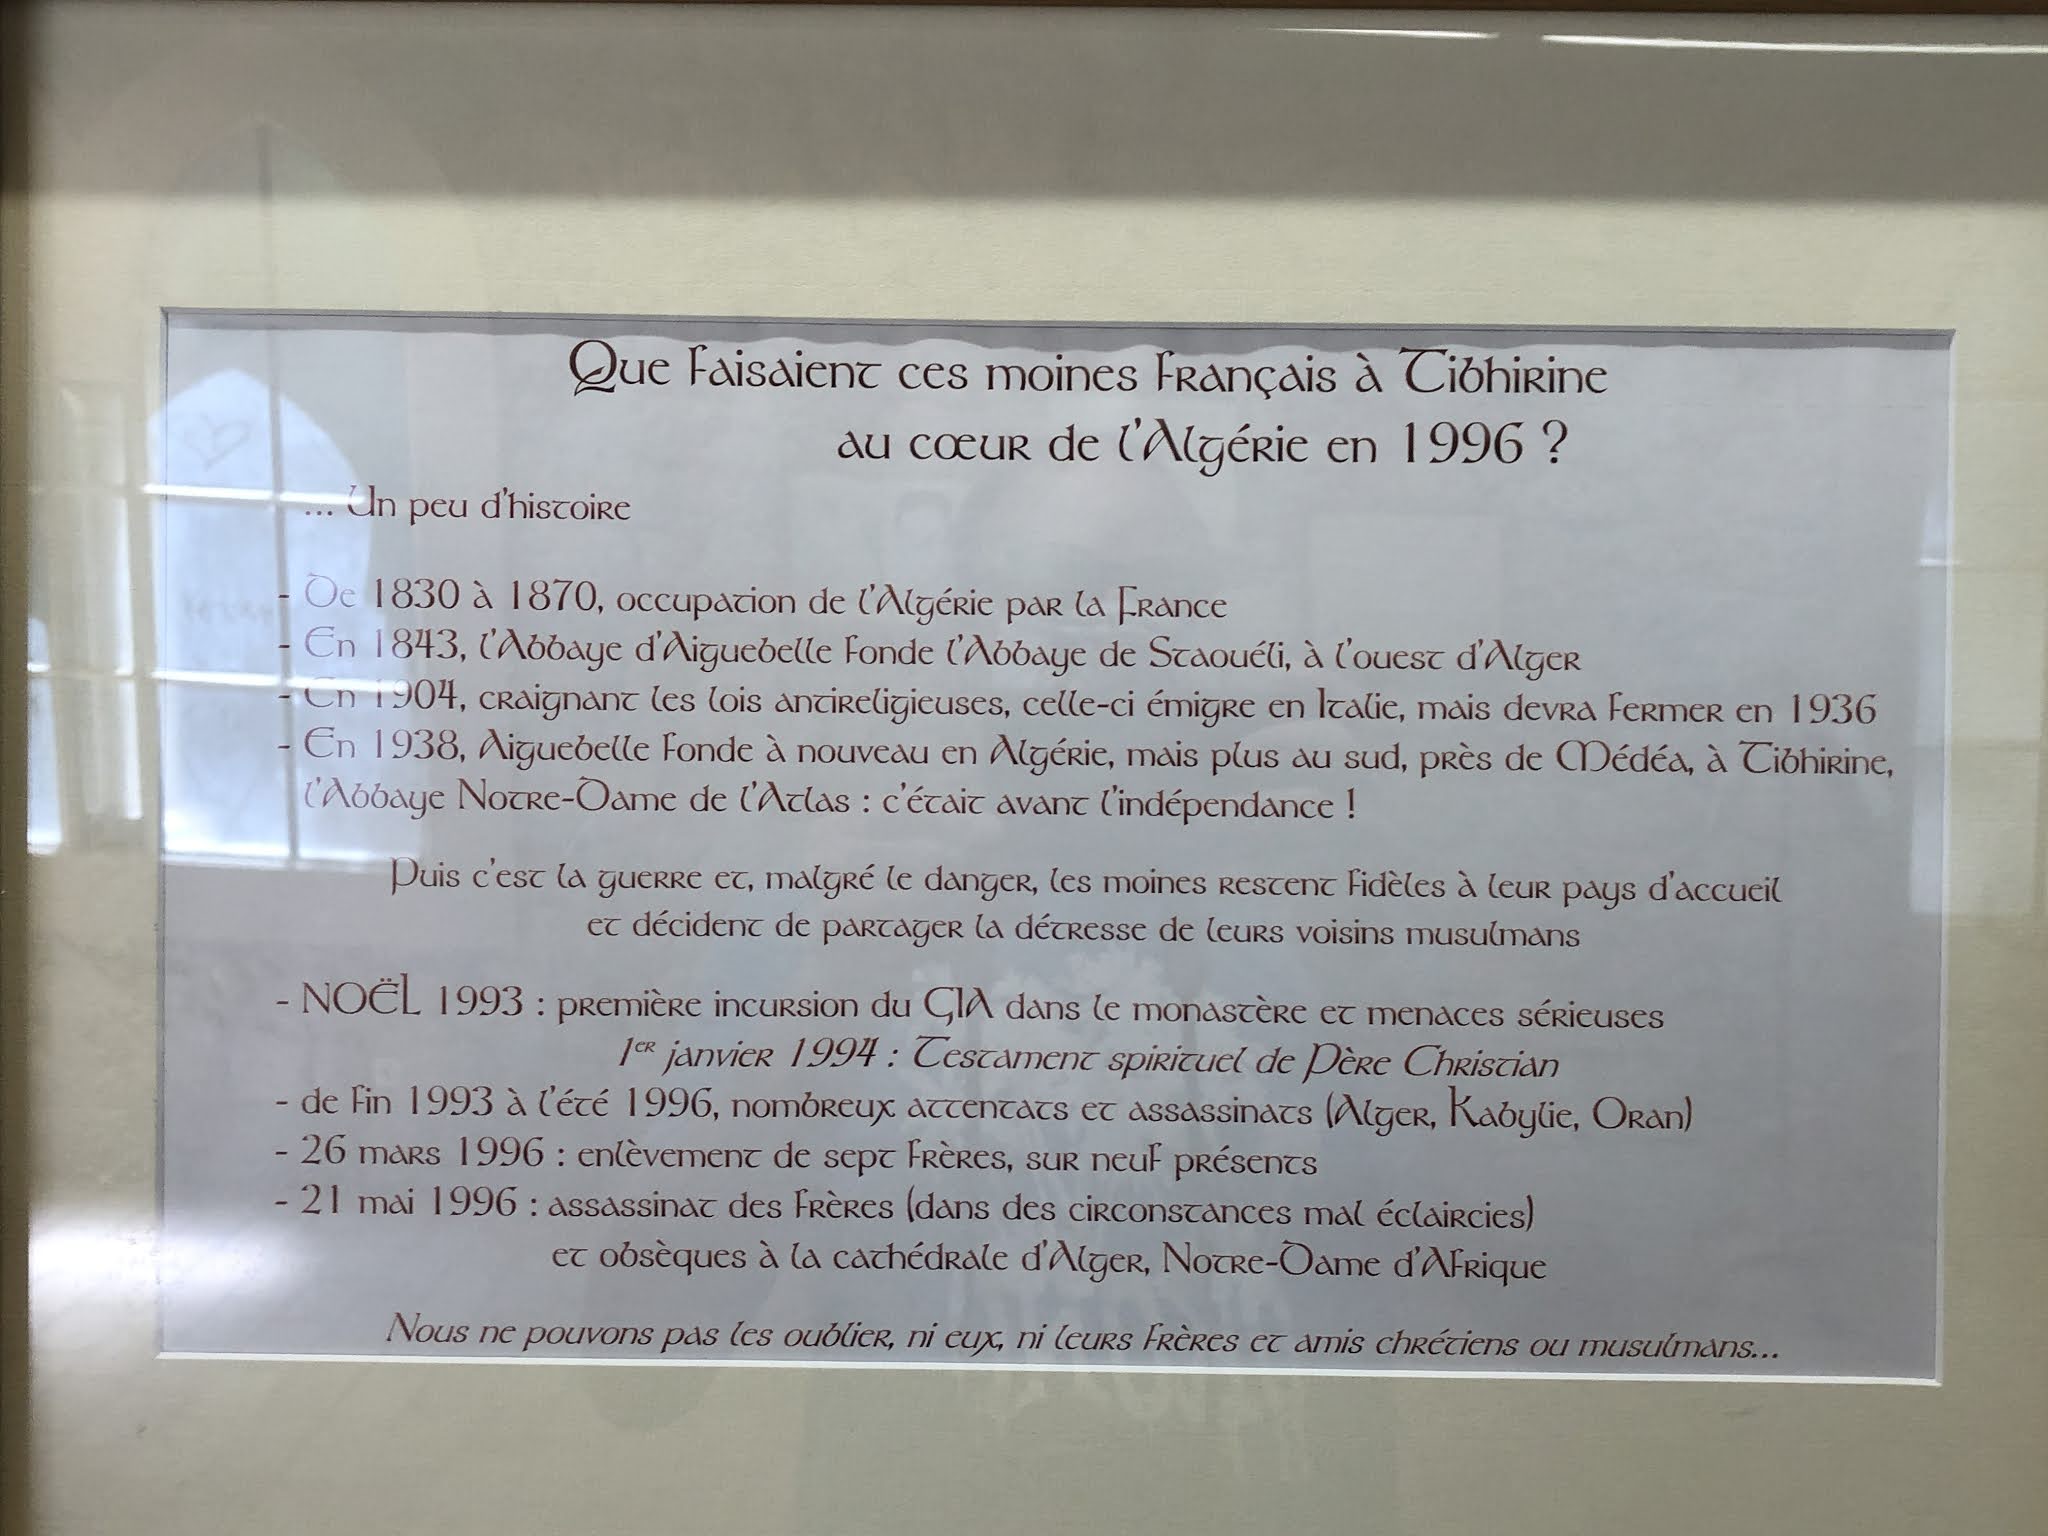 Que faisaient ces moines français à Tibhirine
au cœur de l'Algérie en 1996 ?
... Un peu d'histoire
- De 1830 à 1870, occupation de l'Algérie par la France
- En 1843, l'Abbaye d'Aiguebelle fonde l'Abbaye de Staouéli, à l'ouest d'Alger
- En 1904, craignant les lois antireligieuses, celle-ci émigre en Italie, mais devra fermer en 1936
- En 1938, Aiguebelle fonde à nouveau en Algérie, mais plus au sud, près de Médéa, à Tibhirine,
l'Abbaye Notre-Dame de l'Atlas : c'était avant l'indépendance !
Puis c'est la guerre et, malgré le danger, les moines restent fidèles à leur pays d'accueil
et décident de partager la détresse de leurs voisins musulmans
- NOËL 1993 : première incursion du GIA dans le monastère et menaces sérieuses
1er janvier 1994 : Testament spirituel de Père Christian
- de fin 1993 à l'été 1996, nombreux attentats et assassinats (Alger, Kabylie, Oran)
- 26 mars 1996 : enlèvement de sept frères, sur neuf présents
- 21 mai 1996 : assassinat des frères (dans des circonstances mal éclaircies)
et obsèques à la cathédrale d'Alger, Notre-Dame d'Afrique
Nous ne pouvons pas les oublier, ni eux, ni leurs frères et amis chrétiens ou musulmans...